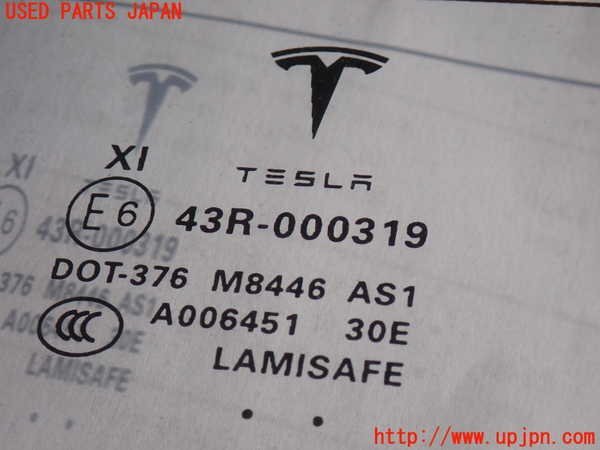 USED PARTS JAPAN
TESLA
XI
E6 43R-000319
DOT-376 M8446 AS1
CCC A006451 30E
LAMISAFE
http://www.upjpn.com/